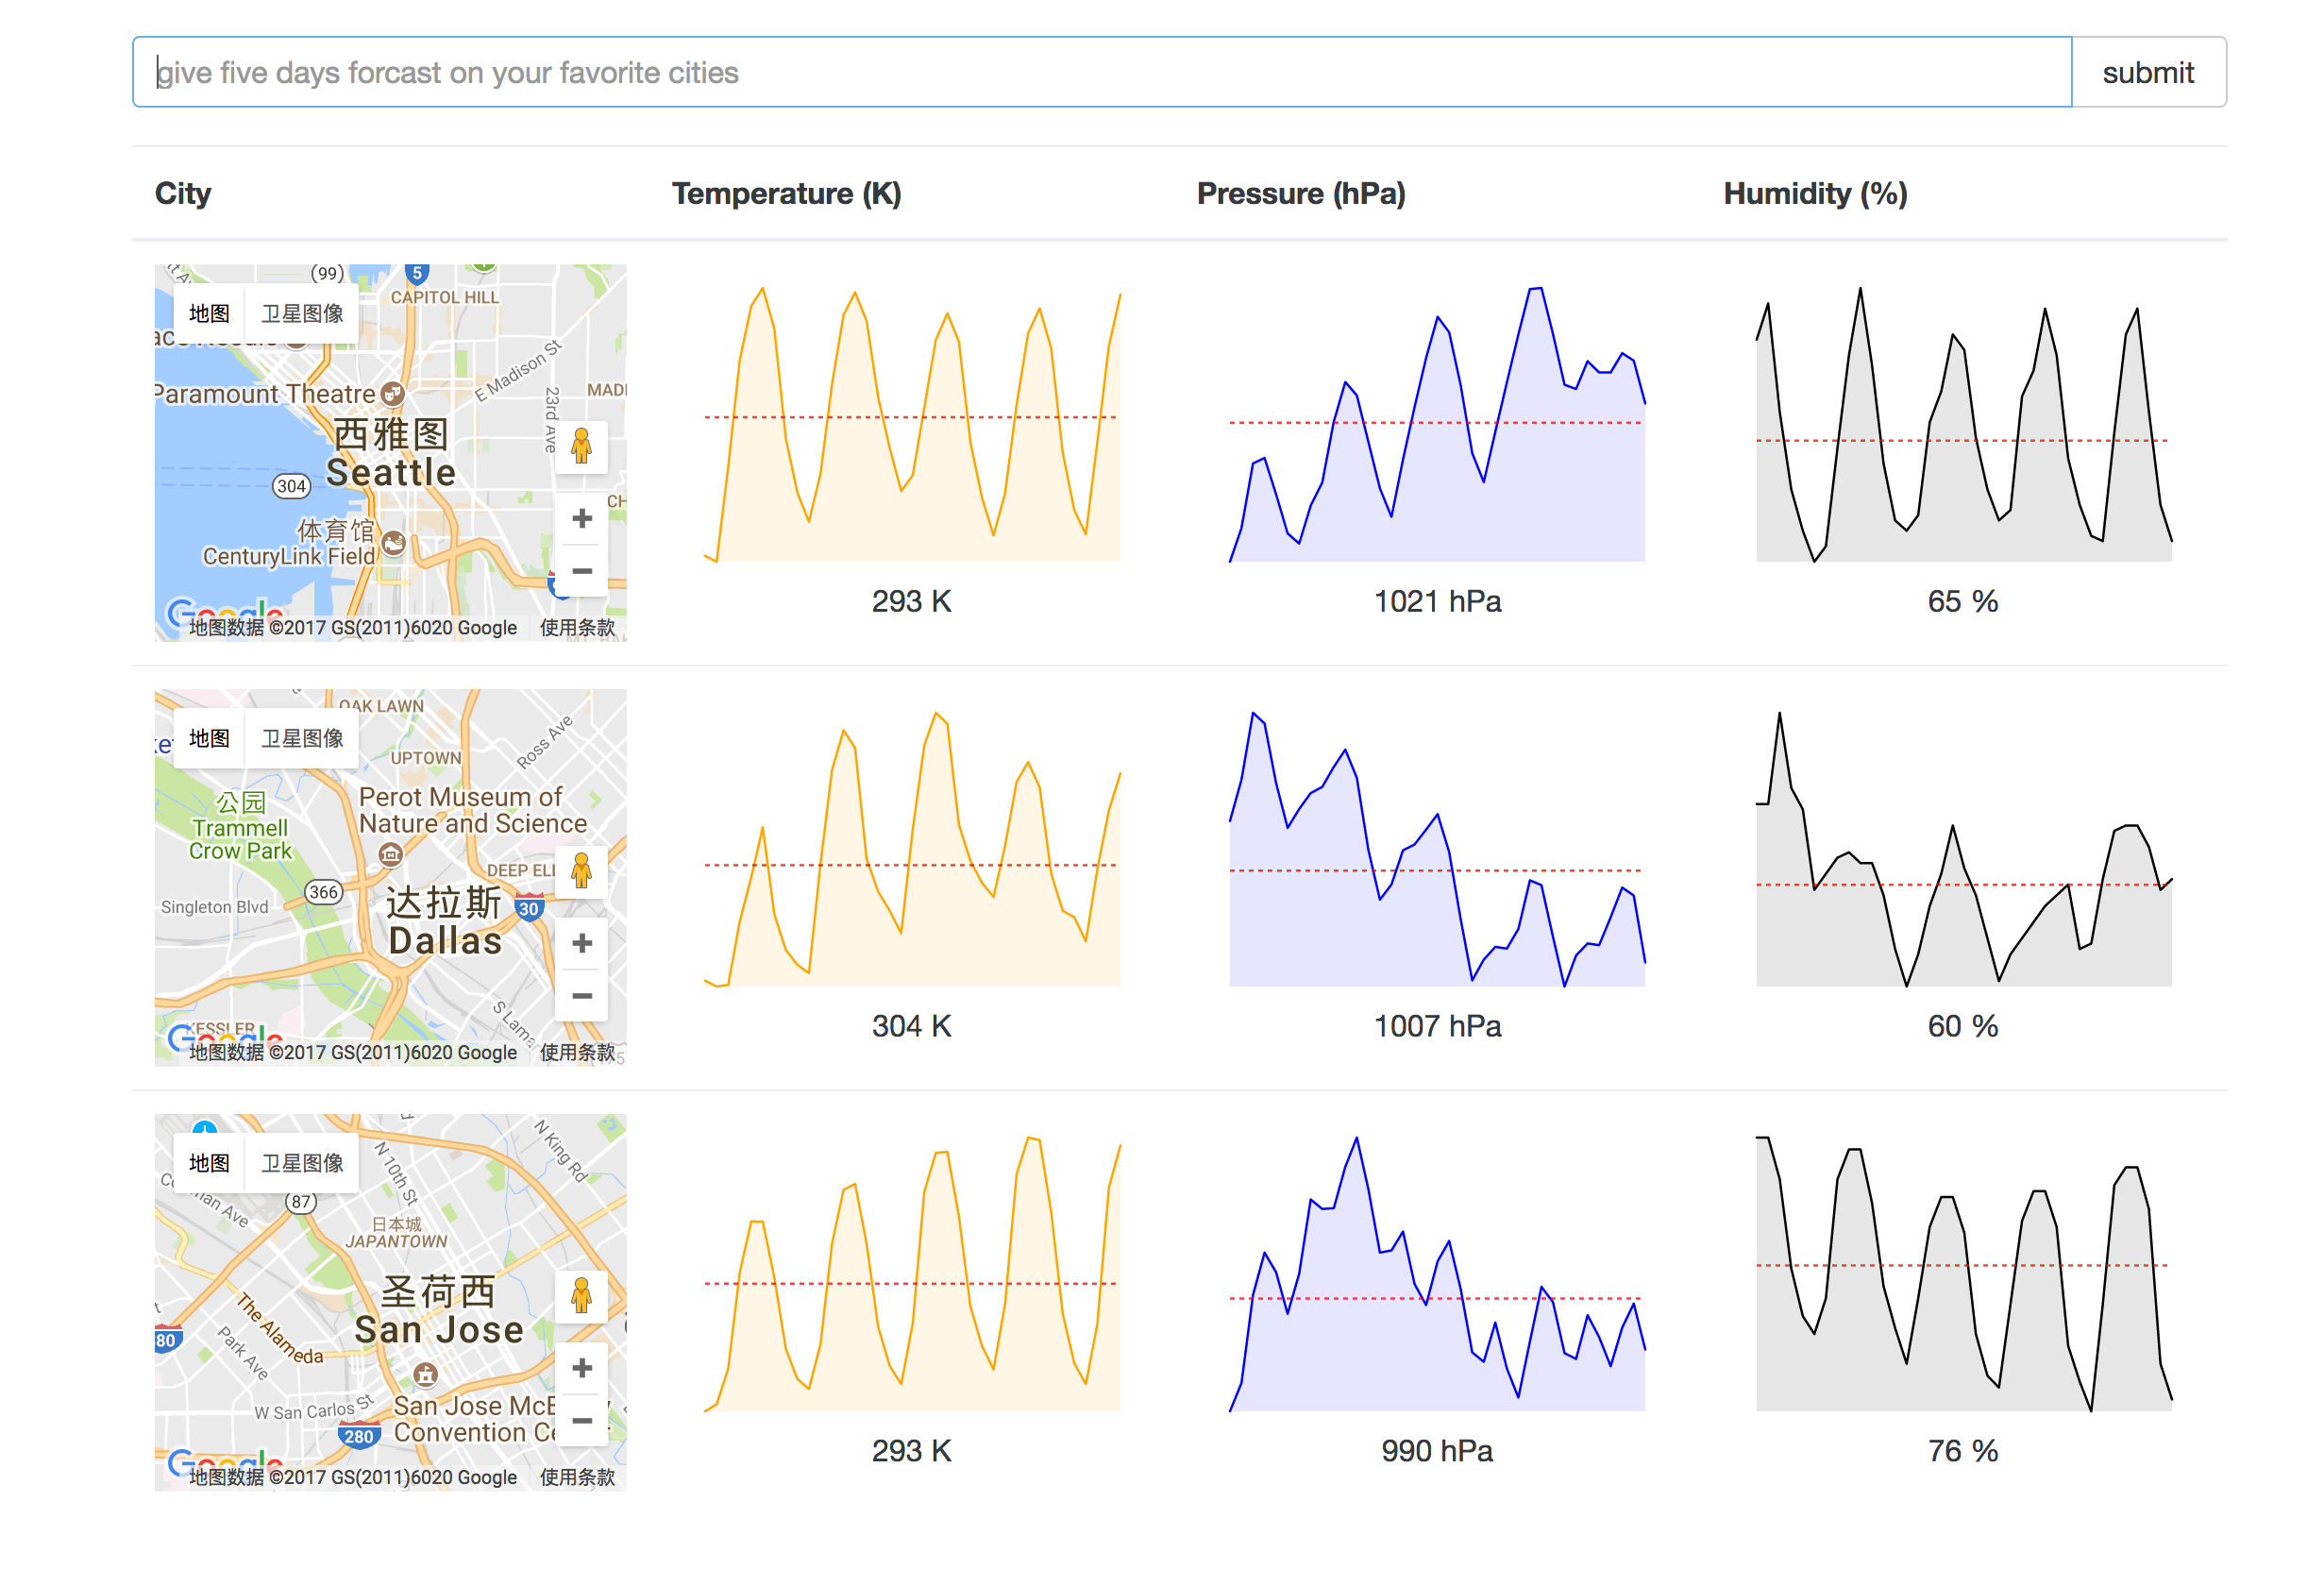 give five days forcast on your favorite cities
submit
City
Temperature (K)
Pressure (hPa)
Humidity (%)
99
5
CAPITOL HILL
地图
卫星图像
E Madison St
Paramount Theatre
23rd Ave
西雅图
Seattle
304
体育馆
CenturyLink Field
Google
地图数据 ©2017 GS(2011)6020 Google
使用条款
293 K
1021 hPa
65 %
OAK LAWN
地图
卫星图像
Ross Ave
UPTOWN
Perot Museum of
Nature and Science
公园
Trammell
Crow Park
DEEP
366
Singleton Blvd
30
达拉斯
Dallas
KESSLER
Google
地图数据 ©2017 GS(2011)6020 Google
使用条款
304 K
1007 hPa
60 %
N King Rd
地图
卫星图像
N 10th St
87
日本城
JAPANTOWN
圣荷西
San Jose
The Alameda
80
Park Ave
W San Carlos St
San Jose
Convention
280
Google
地图数据 ©2017 GS(2011)6020 Google
使用条款
293 K
990 hPa
76 %